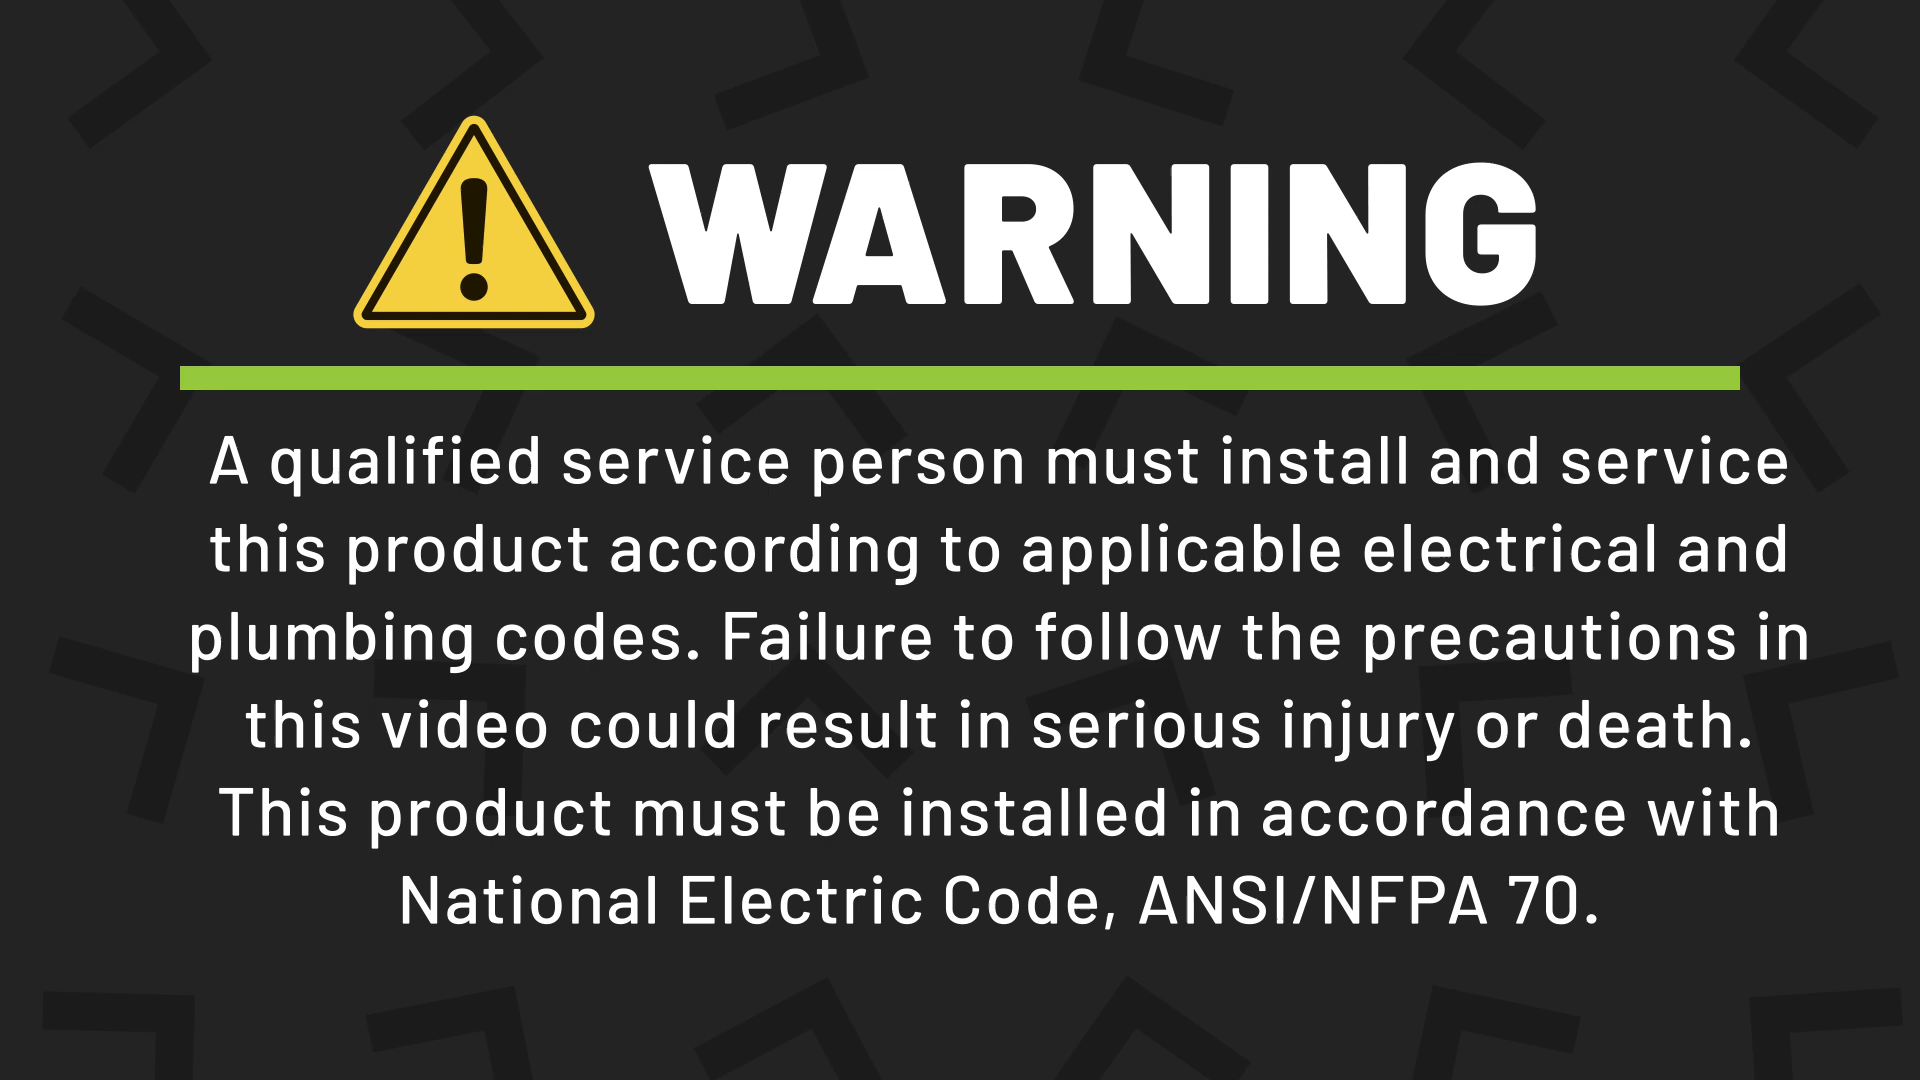 WARNING
A qualified service person must install and service
this product according to applicable electrical and
plumbing codes. Failure to follow the precautions in
this video could result in serious injury or death.
This product must be installed in accordance with
National Electric Code, ANSI/NFPA 70.